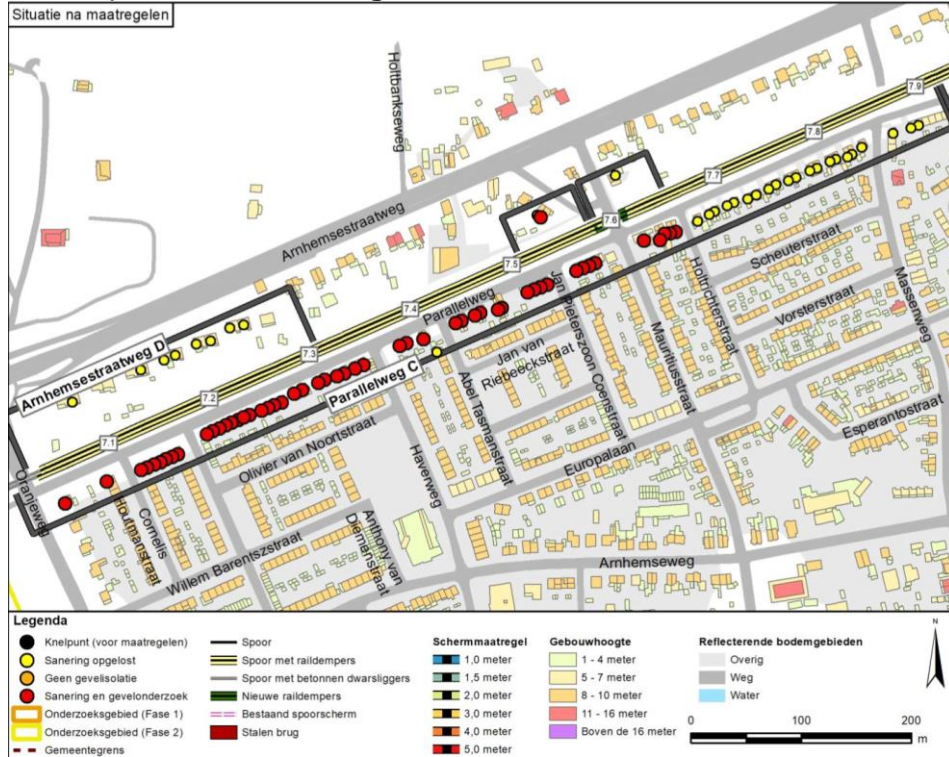 Situatie na maatregelen
Holtbankseweg
7.9
7.8
7.7
7.6
7.5
7.4
7.3
7.2
7.1
Arnhemsestraatweg
Arnhemsestraatweg D
Parallelweg
Parallelweg C
Scheuterstraat
Vorsterstraat
Massenweg
Holtrichterstraat
Mauritiusstraat
Jan Pieterszoon Coenstraat
Jan van
Riebeeckstraat
Abel Tasmanstraat
Haverweg
Europalaan
Esperantostraat
Olivier van Noortstraat
Oranjeweg
Houtmanstraat
Cornelis
Willem Barentszstraat
Anthony van
Diemenstraat
Arnhemseweg
Legenda
Knelpunt (voor maatregelen)
Sanering opgelost
Geen gevelisolatie
Sanering en gevelonderzoek
Onderzoeksgebied (Fase 1)
Onderzoeksgebied (Fase 2)
Gemeentegrens
Spoor
Spoor met raildempers
Spoor met betonnen dwarsliggers
Nieuwe raildempers
Bestaand spoorscherm
Stalen brug
Schermmaatregel
1,0 meter
1,5 meter
2,0 meter
3,0 meter
4,0 meter
5,0 meter
Gebouwhoogte
1 - 4 meter
5 - 7 meter
8 - 10 meter
11 - 16 meter
Boven de 16 meter
Reflecterende bodemgebieden
Overig
Weg
Water
N
0 100 200
m